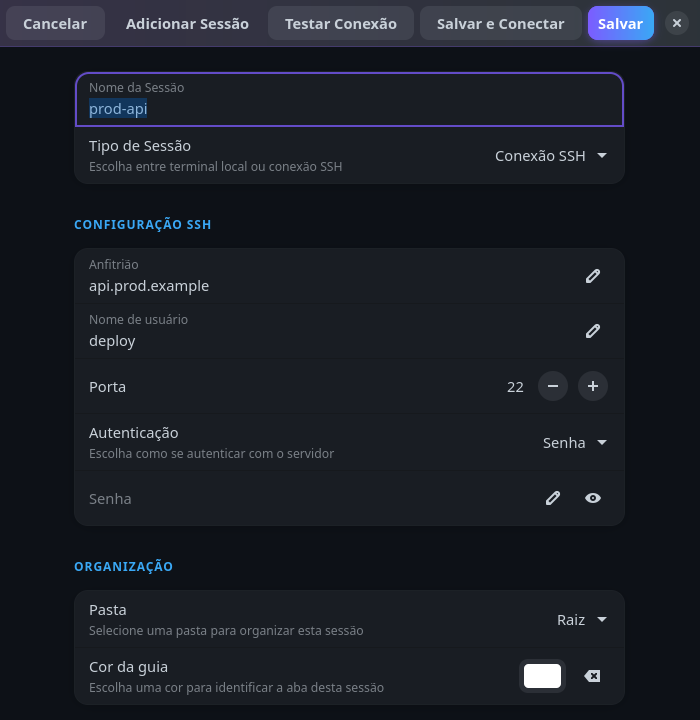 Cancelar
Adicionar Sessão
Testar Conexão
Salvar e Conectar
Salvar
Nome da Sessão
prod-api
Tipo de Sessão
Escolha entre terminal local ou conexão SSH
Conexão SSH
CONFIGURAÇÃO SSH
Anfitrião
api.prod.example
Nome de usuário
deploy
Porta
22
Autenticação
Escolha como se autenticar com o servidor
Senha
Senha
ORGANIZAÇÃO
Pasta
Selecione uma pasta para organizar esta sessão
Raiz
Cor da guia
Escolha uma cor para identificar a aba desta sessão